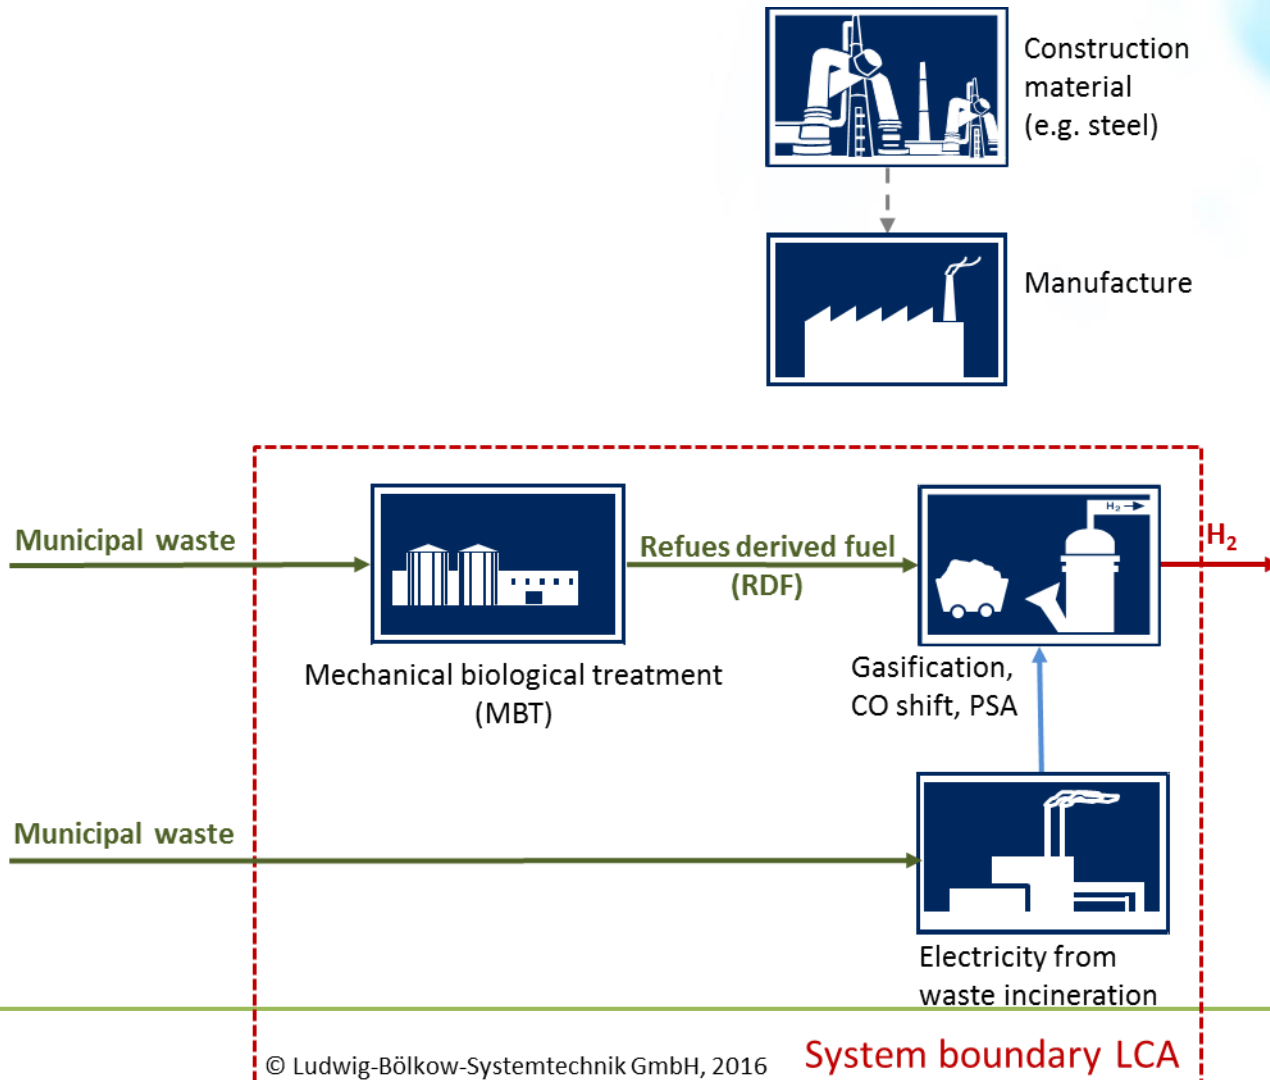 Construction
material
(e.g. steel)
Manufacture
Municipal waste
Refues derived fuel
(RDF)
H₂
H₂
Mechanical biological treatment
(MBT)
Gasification,
CO shift, PSA
Municipal waste
Electricity from
waste incineration
© Ludwig-Bölkow-Systemtechnik GmbH, 2016
System boundary LCA